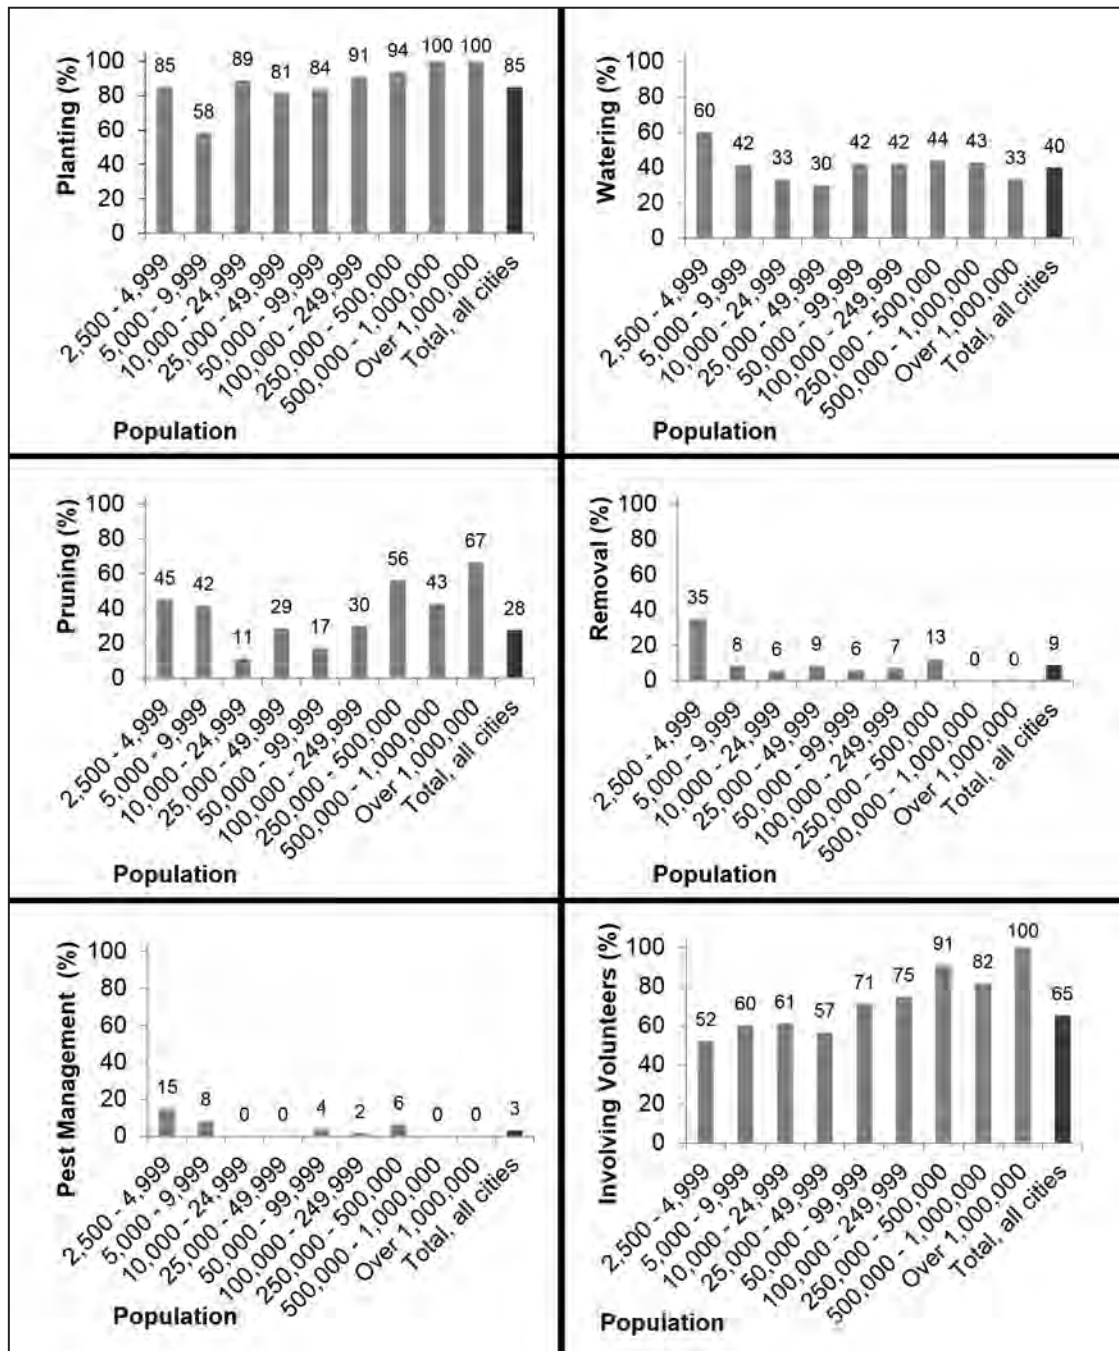 Planting (%)
100
80
60
40
20
0
85
58
89
81
84
91
94
100
100
85
2,500 - 4,999
5,000 - 9,999
10,000 - 24,999
25,000 - 49,999
50,000 - 99,999
100,000 - 249,999
250,000 - 500,000
500,000 - 1,000,000
Over 1,000,000
Total, all cities
Population
Watering (%)
100
80
60
40
20
0
60
42
33
30
42
42
44
43
33
40
2,500 - 4,999
5,000 - 9,999
10,000 - 24,999
25,000 - 49,999
50,000 - 99,999
100,000 - 249,999
250,000 - 500,000
500,000 - 1,000,000
Over 1,000,000
Total, all cities
Population
Pruning (%)
100
80
60
40
20
0
45
42
11
29
17
30
56
43
67
28
2,500 - 4,999
5,000 - 9,999
10,000 - 24,999
25,000 - 49,999
50,000 - 99,999
100,000 - 249,999
250,000 - 500,000
500,000 - 1,000,000
Over 1,000,000
Total, all cities
Population
Removal (%)
100
80
60
40
20
0
35
8
6
9
6
7
13
0
0
9
2,500 - 4,999
5,000 - 9,999
10,000 - 24,999
25,000 - 49,999
50,000 - 99,999
100,000 - 249,999
250,000 - 500,000
500,000 - 1,000,000
Over 1,000,000
Total, all cities
Population
Pest Management (%)
100
80
60
40
20
0
15
8
0
0
4
2
6
0
0
3
2,500 - 4,999
5,000 - 9,999
10,000 - 24,999
25,000 - 49,999
50,000 - 99,999
100,000 - 249,999
250,000 - 500,000
500,000 - 1,000,000
Over 1,000,000
Total, all cities
Population
Involving Volunteers (%)
100
80
60
40
20
0
52
60
61
57
71
75
91
82
100
65
2,500 - 4,999
5,000 - 9,999
10,000 - 24,999
25,000 - 49,999
50,000 - 99,999
100,000 - 249,999
250,000 - 500,000
500,000 - 1,000,000
Over 1,000,000
Total, all cities
Population